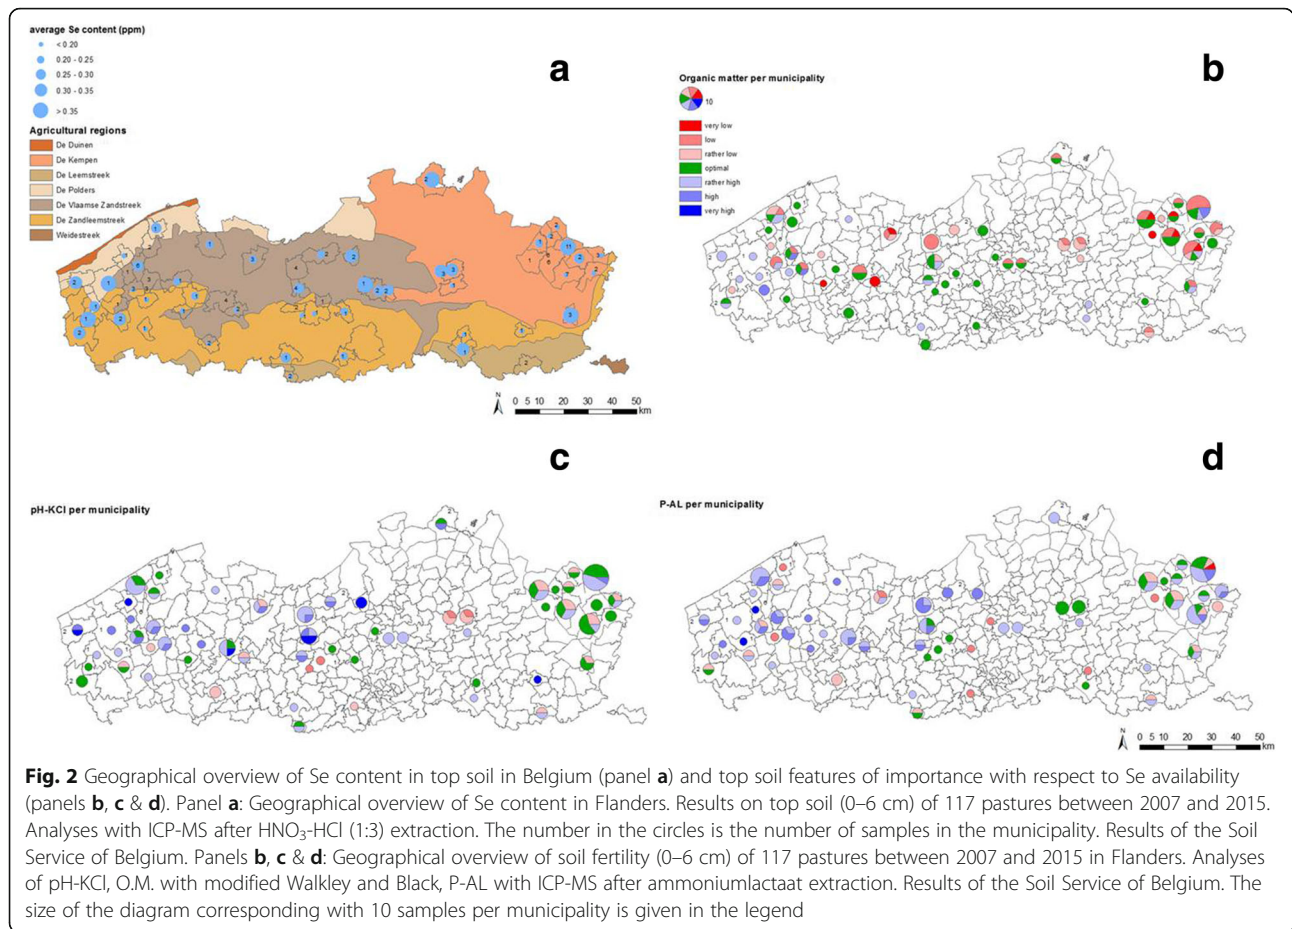 average Se content (ppm)
< 0.20
0.20 - 0.25
0.25 - 0.30
0.30 - 0.35
> 0.35
Agricultural regions
De Duinen
De Kempen
De Leemstreek
De Polders
De Vlaamse Zandstreek
De Zandleemstreek
Weidestreek
a
N
0 5 10 20 30 40 50
km
b
Organic matter per municipality
10
very low
low
rather low
optimal
rather high
high
very high
c
pH-KCl per municipality
d
P-AL per municipality
N
0 5 10 20 30 40 50
km
Fig. 2 Geographical overview of Se content in top soil in Belgium (panel a) and top soil features of importance with respect to Se availability
(panels b, c & d). Panel a: Geographical overview of Se content in Flanders. Results on top soil (0–6 cm) of 117 pastures between 2007 and 2015.
Analyses with ICP-MS after HNO3-HCl (1:3) extraction. The number in the circles is the number of samples in the municipality. Results of the Soil
Service of Belgium. Panels b, c & d: Geographical overview of soil fertility (0–6 cm) of 117 pastures between 2007 and 2015 in Flanders. Analyses
of pH-KCl, O.M. with modified Walkley and Black, P-AL with ICP-MS after ammoniumlactaat extraction. Results of the Soil Service of Belgium. The
size of the diagram corresponding with 10 samples per municipality is given in the legend